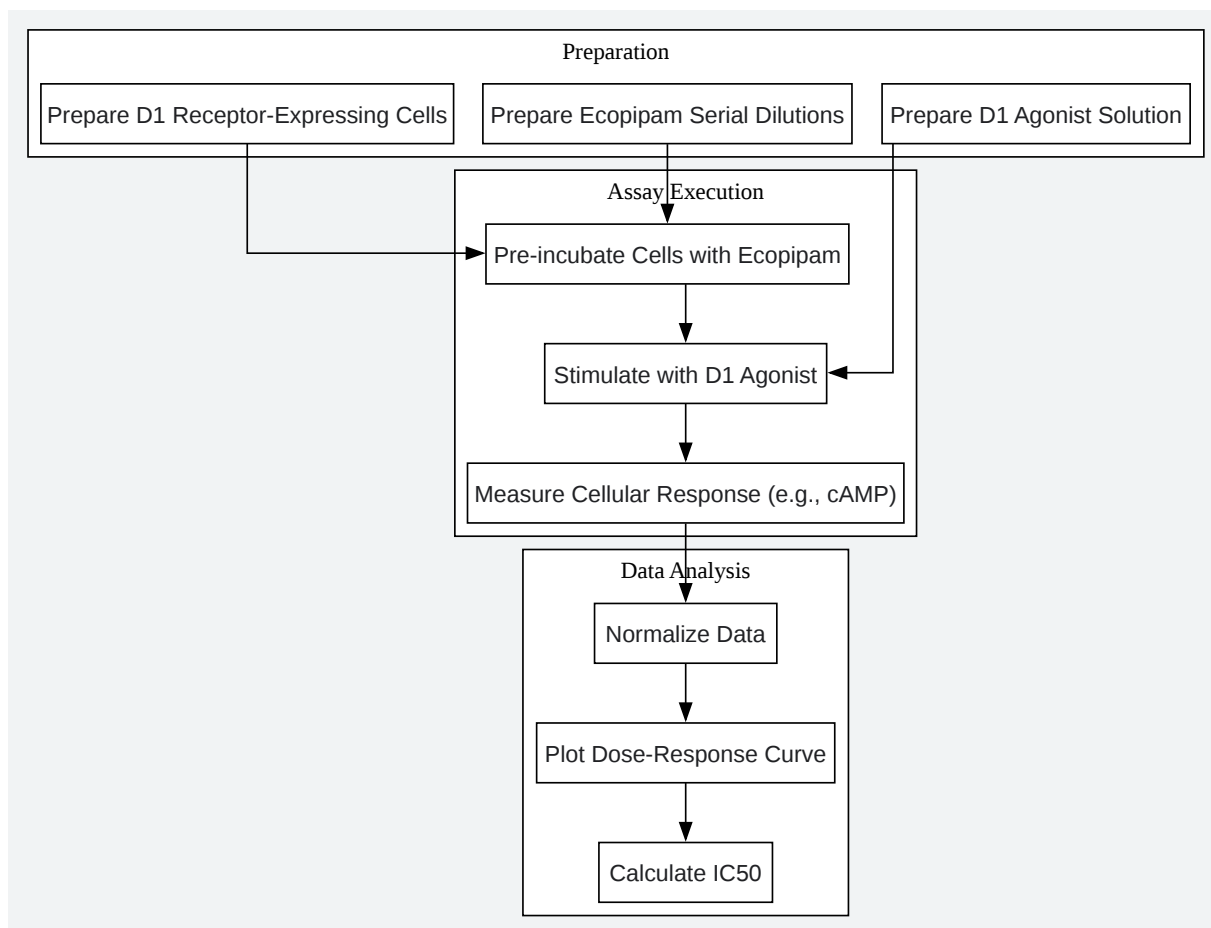 Preparation
Prepare D1 Receptor-Expressing Cells
Prepare Ecopipam Serial Dilutions
Prepare D1 Agonist Solution
Assay Execution
Pre-incubate Cells with Ecopipam
Stimulate with D1 Agonist
Measure Cellular Response (e.g., cAMP)
Data Analysis
Normalize Data
Plot Dose-Response Curve
Calculate IC50